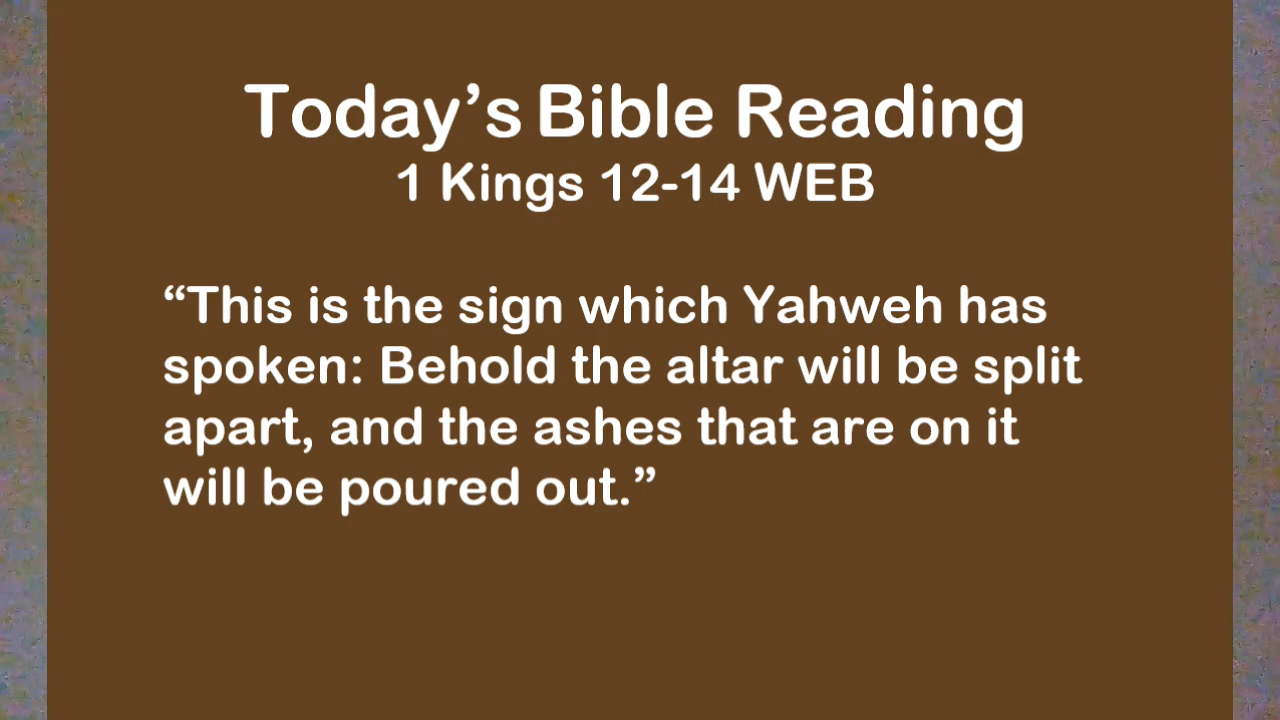 Today’s Bible Reading
1 Kings 12-14 WEB
“This is the sign which Yahweh has
spoken: Behold the altar will be split
apart, and the ashes that are on it
will be poured out.”